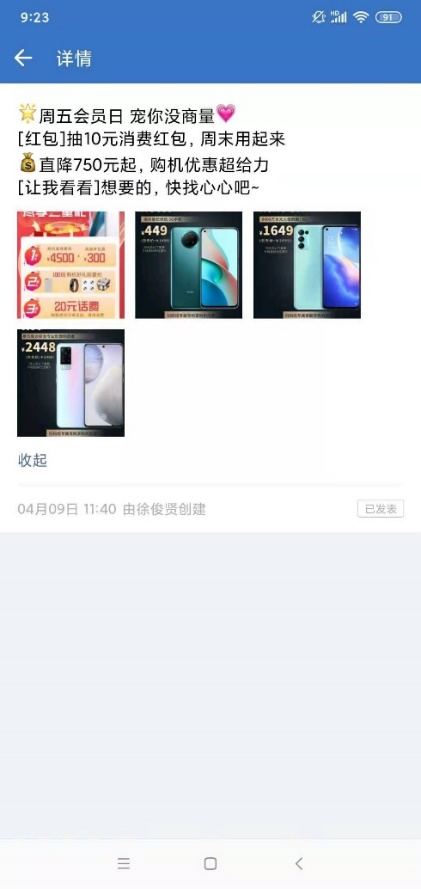 9:23
HD
91
详情
🌟周五会员日 宠你没商量💗
[红包]抽10元消费红包，周末用起来
💰直降750元起，购机优惠超给力
[让我看看]想要的，快找心心吧~
1
¥4500
¥300
2
3
20元话费
¥449
¥1649
¥2448
收起
04月09日 11:40 由徐俊贤创建
已发表